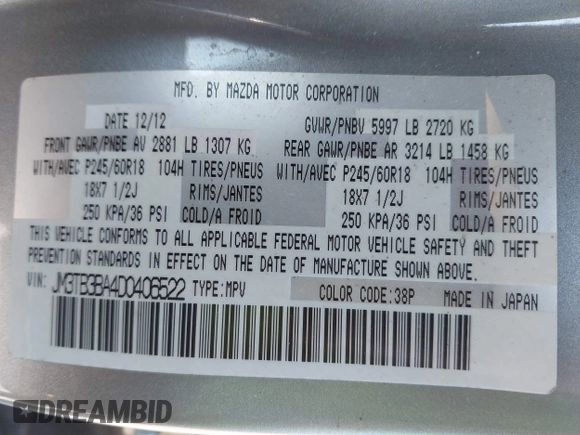 MFD. BY MAZDA MOTOR CORPORATION
DATE 12/12 GVWR/PNBV 5997 LB 2720 KG
FRONT GAWR/PNBE AV 2881 LB 1307 KG REAR GAWR/PNBE AR 3214 LB 1458 KG
WITH/AVEC P245/60R18 104H TIRES/PNEUS WITH/AVEC P245/60R18 104H TIRES/PNEUS
18X7 1/2J RIMS/JANTES 18X7 1/2J RIMS/JANTES
250 KPA/36 PSI COLD/A FROID 250 KPA/36 PSI COLD/A FROID
THIS VEHICLE CONFORMS TO ALL APPLICABLE FEDERAL MOTOR VEHICLE SAFETY AND THEFT
PREVENTION STANDARDS IN EFFECT ON THE DATE OF MANUFACTURE SHOWN ABOVE.
VIN: JM3TB3BA4D0406522 TYPE:MPV COLOR CODE:38P MADE IN JAPAN
DREAMBID